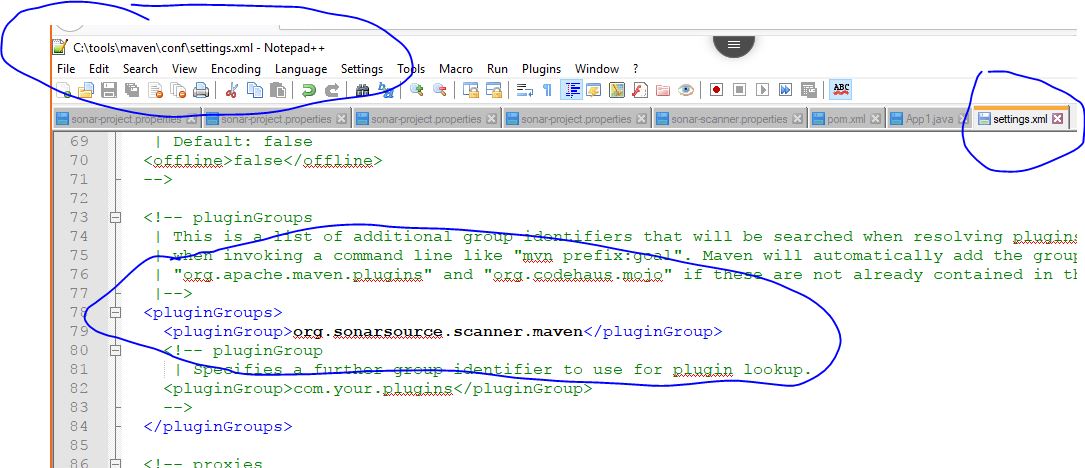 C:\tools\maven\conf\settings.xml - Notepad++
File Edit Search View Encoding Language Settings Tools Macro Run Plugins Window ?
ABC
sonar-project.properties sonar-project.properties sonar-project.properties sonar-project.properties sonar-scanner.properties pom.xml App1.java settings.xml
69 | Default: false
70 <offline>false</offline>
71 -->
72
73 <!-- pluginGroups
74 | This is a list of additional group identifiers that will be searched when resolving plugins
75 | when invoking a command line like "mvn prefix:goal". Maven will automatically add the group
76 | "org.apache.maven.plugins" and "org.codehaus.mojo" if these are not already contained in th
77 |-->
78 <pluginGroups>
79 <pluginGroup>org.sonarsource.scanner.maven</pluginGroup>
80 <!-- pluginGroup
81 | Specifies a further group identifier to use for plugin lookup.
82 <pluginGroup>com.your.plugins</pluginGroup>
83 -->
84 </pluginGroups>
85
86 <!-- proxies